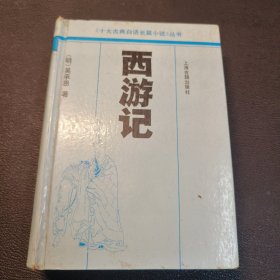 《十大古典白话长篇小说》丛书
西游记
〔明〕吴承恩 著
上海古籍出版社